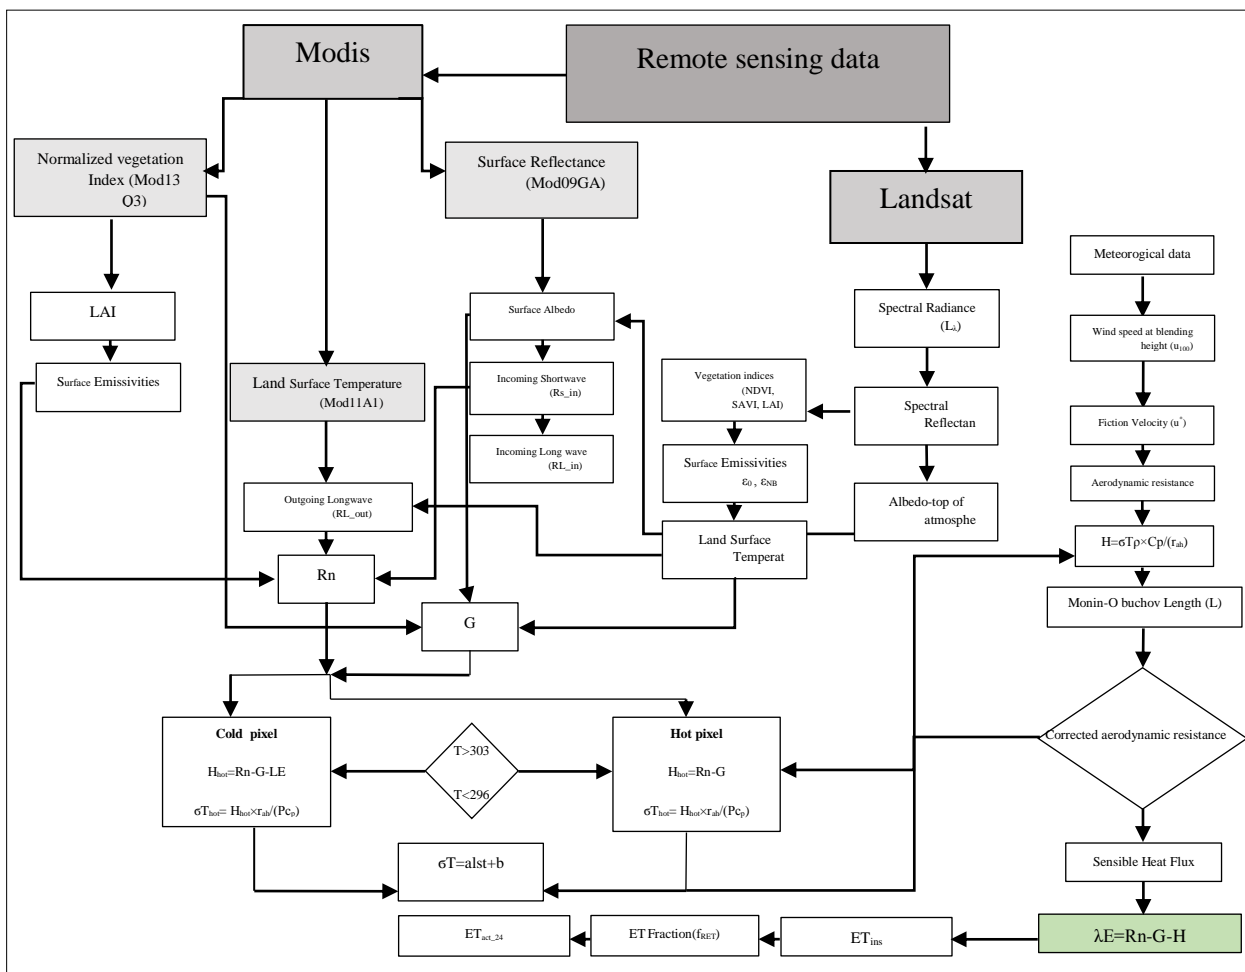 Modis
Remote sensing data
Normalized vegetation
Index (Mod13
Q3)
Surface Reflectance
(Mod09GA)
Landsat
Meteorogical data
LAI
Surface Albedo
Spectral Radiance
(Lλ)
Wind speed at blending
height (u100)
Surface Emissivities
Land Surface Temperature
(Mod11A1)
Incoming Shortwave
(Rs_in)
Vegetation indices
(NDVI,
SAVI, LAI)
Spectral
Reflectan
Fiction Velocity (u*)
Incoming Long wave
(RL_in)
Surface Emissivities
ε0 , εNB
Aerodynamic resistance
Outgoing Longwave
(RL_out)
Albedo-top of
atmosphe
Land Surface
Temperat
H=ϭTρ×Cp/(rah)
Rn
G
Monin-O buchov Length (L)
Cold pixel
Hhot=Rn-G-LE
ϭThot= Hhot×rah/(Pcp)
T>303
T<296
Hot pixel
Hhot=Rn-G
ϭThot= Hhot×rah/(Pcp)
Corrected aerodynamic resistance
ϭT=alst+b
Sensible Heat Flux
ETact_24
ET Fraction(fRET)
ETins
λE=Rn-G-H